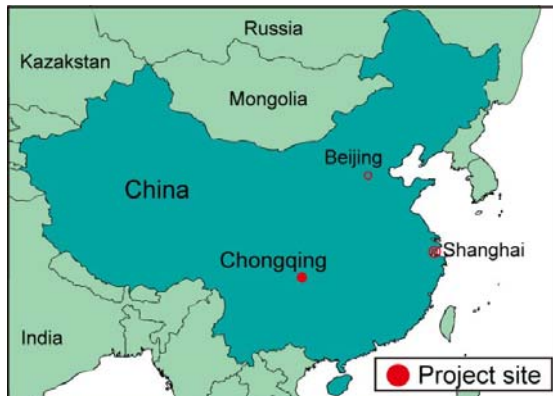 Russia
Kazakstan
Mongolia
Beijing
China
Shanghai
Chongqing
India
Project site